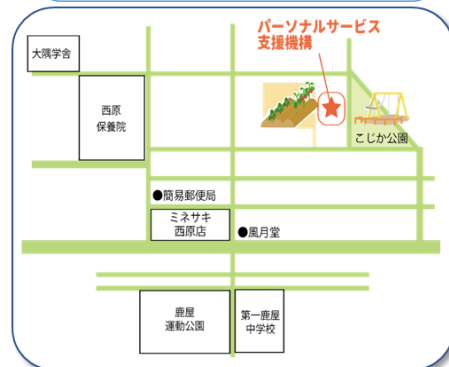 パーソナルサービス
支援機構
大隅学舎
西原
保養院
こじか公園
●簡易郵便局
ミネサキ
西原店
●風月堂
鹿屋
運動公園
第一鹿屋
中学校